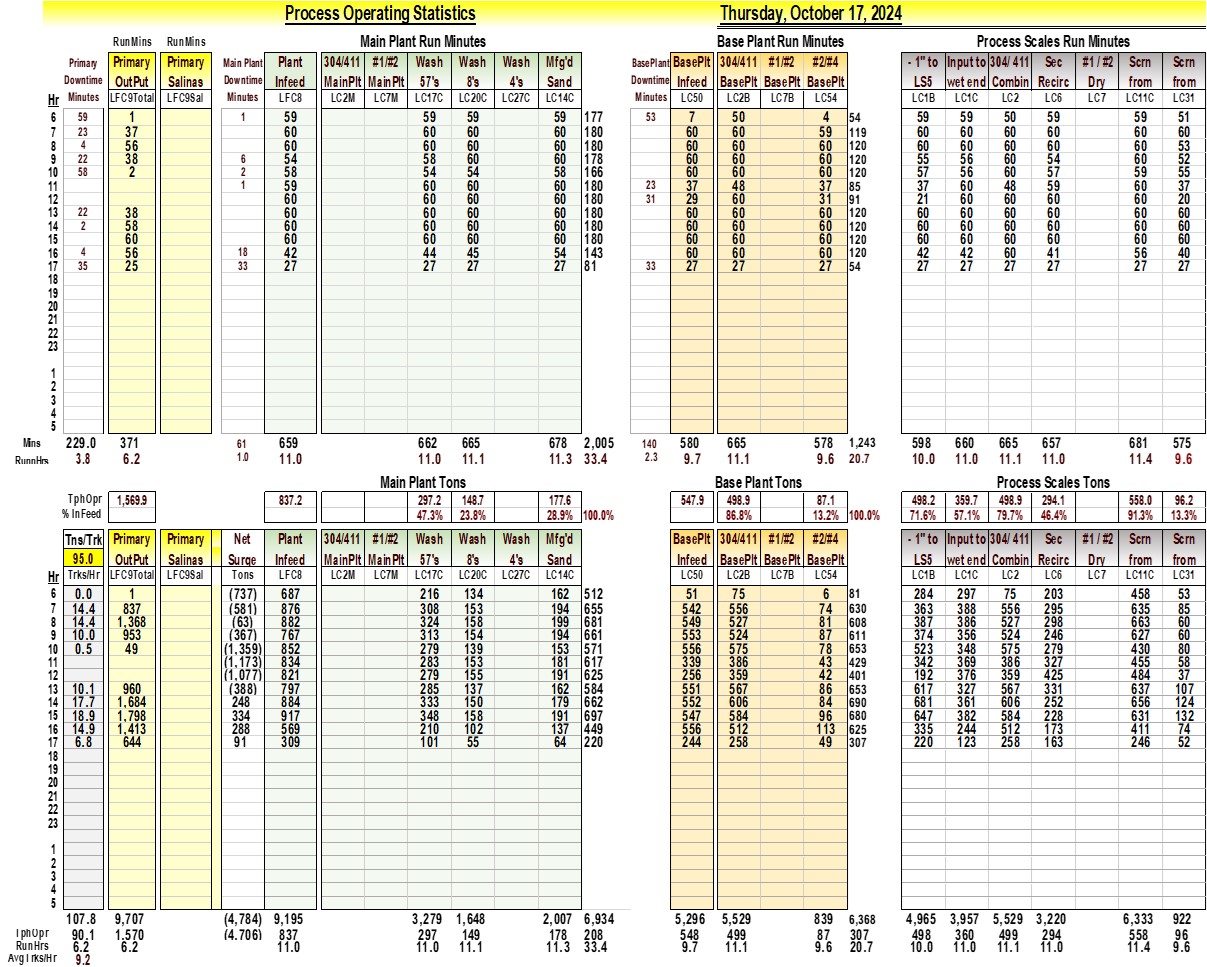 Process Operating Statistics Thursday, October 17, 2024
RunMins RunMins Main Plant Run Minutes Base Plant Run Minutes Process Scales Run Minutes
Primary Primary Primary Main Plant Plant 304/411 #1/#2 Wash Wash Wash Mfg'd BasePlant BasePlt 304/411 #1/#2 #2/#4 - 1" to Input to 304/ 411 Sec #1 / #2 Scrn Scrn
Downtime OutPut Salinas Downtime Infeed MainPlt MainPlt 57's 8's 4's Sand Downtime Infeed BasePlt BasePlt BasePlt LS5 wet end Combin Recirc Dry from from
Hr Minutes LFC9Total LFC9Sal Minutes LFC8 LC2M LC7M LC17C LC20C LC27C LC14C Minutes LC50 LC2B LC7B LC54 LC1B LC1C LC2 LC6 LC7 LC11C LC31
6 59 1 1 59 59 59 59 177 53 7 50 4 54 59 59 50 59 59 51
7 23 37 60 60 60 60 180 60 60 59 119 60 60 60 60 60 60
8 4 56 60 60 60 60 180 60 60 60 120 60 60 60 60 60 53
9 22 38 6 54 58 60 60 178 60 60 60 120 55 56 60 54 60 52
10 58 2 2 58 54 54 58 166 60 60 60 120 57 56 60 57 59 55
11 1 59 60 60 60 180 23 37 48 37 85 37 60 48 59 60 37
12 60 60 60 60 180 31 29 60 31 91 21 60 60 60 60 20
13 22 38 60 60 60 60 180 60 60 60 120 60 60 60 60 60 60
14 2 58 60 60 60 60 180 60 60 60 120 60 60 60 60 60 60
15 60 60 60 60 60 180 60 60 60 120 60 60 60 60 60 60
16 4 56 18 42 44 45 54 143 60 60 60 120 42 42 60 41 56 40
17 35 25 33 27 27 27 27 81 33 27 27 27 54 27 27 27 27 27 27
18
19
20
21
22
23
1
2
3
4
5
Mins 229.0 371 61 659 662 665 678 2,005 140 580 665 578 1,243 598 660 665 657 681 575
RunnHrs 3.8 6.2 1.0 11.0 11.0 11.1 11.3 33.4 2.3 9.7 11.1 9.6 20.7 10.0 11.0 11.1 11.0 11.4 9.6
Main Plant Tons Base Plant Tons Process Scales Tons
TphOpr 1,569.9 837.2 297.2 148.7 177.6 547.9 498.9 87.1 498.2 359.7 498.9 294.1 558.0 96.2
% InFeed 47.3% 23.8% 28.9% 100.0% 86.8% 13.2% 100.0% 71.6% 57.1% 79.7% 46.4% 91.3% 13.3%
Tns/Trk Primary Primary Net Plant 304/411 #1/#2 Wash Wash Wash Mfg'd BasePlt 304/411 #1/#2 #2/#4 - 1" to Input to 304/ 411 Sec #1 / #2 Scrn Scrn
95.0 OutPut Salinas Surge Infeed MainPlt MainPlt 57's 8's 4's Sand Infeed BasePlt BasePlt BasePlt LS5 wet end Combin Recirc Dry from from
Hr Trks/Hr LFC9Total LFC9Sal Tons LFC8 LC2M LC7M LC17C LC20C LC27C LC14C LC50 LC2B LC7B LC54 LC1B LC1C LC2 LC6 LC7 LC11C LC31
6 0.0 1 (737) 687 216 134 162 512 51 75 6 81 284 297 75 203 458 53
7 14.4 837 (581) 876 308 153 194 655 542 556 74 630 363 388 556 295 635 85
8 14.4 1,368 (63) 882 324 158 199 681 549 527 81 608 387 386 527 298 663 60
9 10.0 953 (367) 767 313 154 194 661 553 524 87 611 374 356 524 246 627 60
10 0.5 49 (1,359) 852 279 139 153 571 556 575 78 653 523 348 575 279 430 80
11 (1,173) 834 283 153 181 617 339 386 43 429 342 369 386 327 455 58
12 (1,077) 821 279 155 191 625 256 359 42 401 192 376 359 425 484 37
13 10.1 960 (388) 797 285 137 162 584 551 567 86 653 617 327 567 331 637 107
14 17.7 1,684 248 884 333 150 179 662 552 606 84 690 681 361 606 252 656 124
15 18.9 1,798 334 917 348 158 191 697 547 584 96 680 647 382 584 228 631 132
16 14.9 1,413 288 569 210 102 137 449 556 512 113 625 335 244 512 173 411 74
17 6.8 644 91 309 101 55 64 220 244 258 49 307 220 123 258 163 246 52
18
19
20
21
22
23
1
2
3
4
5
107.8 9,707 (4,784) 9,195 3,279 1,648 2,007 6,934 5,296 5,529 839 6,368 4,965 3,957 5,529 3,220 6,333 922
TphOpr 90.1 1,570 (4,706) 837 297 149 178 208 548 499 87 307 498 360 499 294 558 96
RunHrs 6.2 6.2 11.0 11.0 11.1 11.3 33.4 9.7 11.1 9.6 20.7 10.0 11.0 11.1 11.0 11.4 9.6
AvgTrks/Hr 9.2